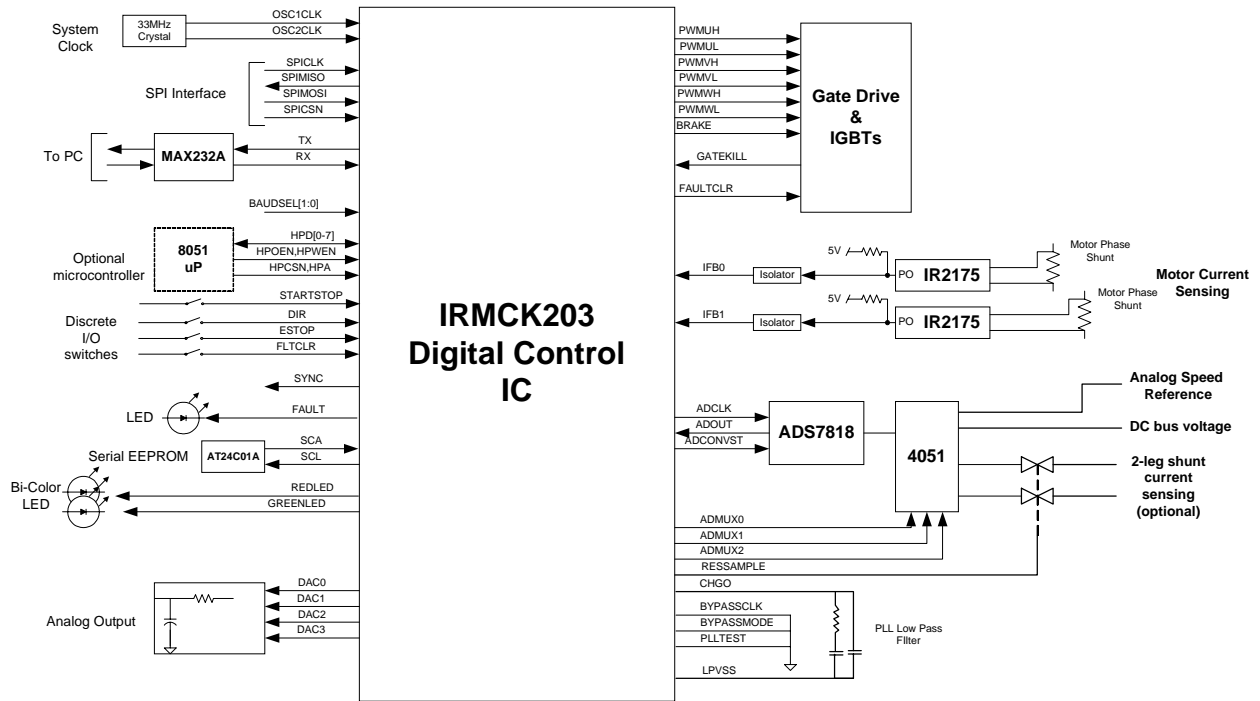 System
Clock
33MHz
Crystal
OSC1CLK
OSC2CLK
SPI Interface
SPICLK
SPIMISO
SPIMOSI
SPICSN
To PC
MAX232A
TX
RX
BAUDSEL[1:0]
Optional
microcontroller
8051
uP
HPD[0-7]
HPOEN,HPWEN
HPCSN,HPA
Discrete
I/O
switches
STARTSTOP
DIR
ESTOP
FLTCLR
SYNC
LED
FAULT
Serial EEPROM
AT24C01A
SCA
SCL
Bi-Color
LED
REDLED
GREENLED
Analog Output
DAC0
DAC1
DAC2
DAC3
IRMCK203
Digital Control
IC
PWMUH
PWMUL
PWMVH
PWMVL
PWMWH
PWMWL
BRAKE
GATEKILL
FAULTCLR
Gate Drive
&
IGBTs
IFB0
Isolator
5V
PO
IR2175
Motor Phase
Shunt
IFB1
Isolator
5V
PO
IR2175
Motor Phase
Shunt
Motor Current
Sensing
ADCLK
ADOUT
ADCONVST
ADS7818
4051
Analog Speed
Reference
DC bus voltage
2-leg shunt
current
sensing
(optional)
ADMUX0
ADMUX1
ADMUX2
RESSAMPLE
CHGO
BYPASSCLK
BYPASSMODE
PLLTEST
LPVSS
PLL Low Pass
FIlter